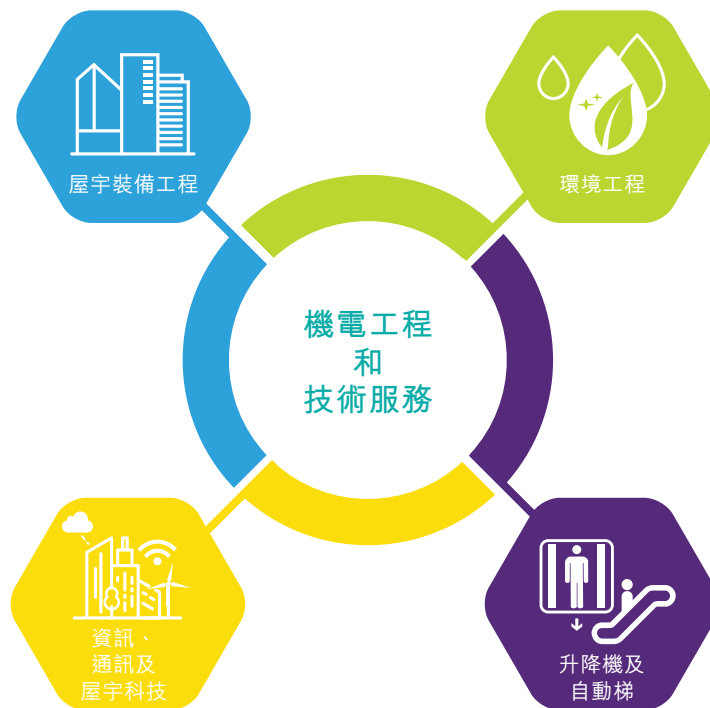 屋宇裝備工程
環境工程
機電工程
和
技術服務
資訊、
通訊及
屋宇科技
升降機及
自動梯